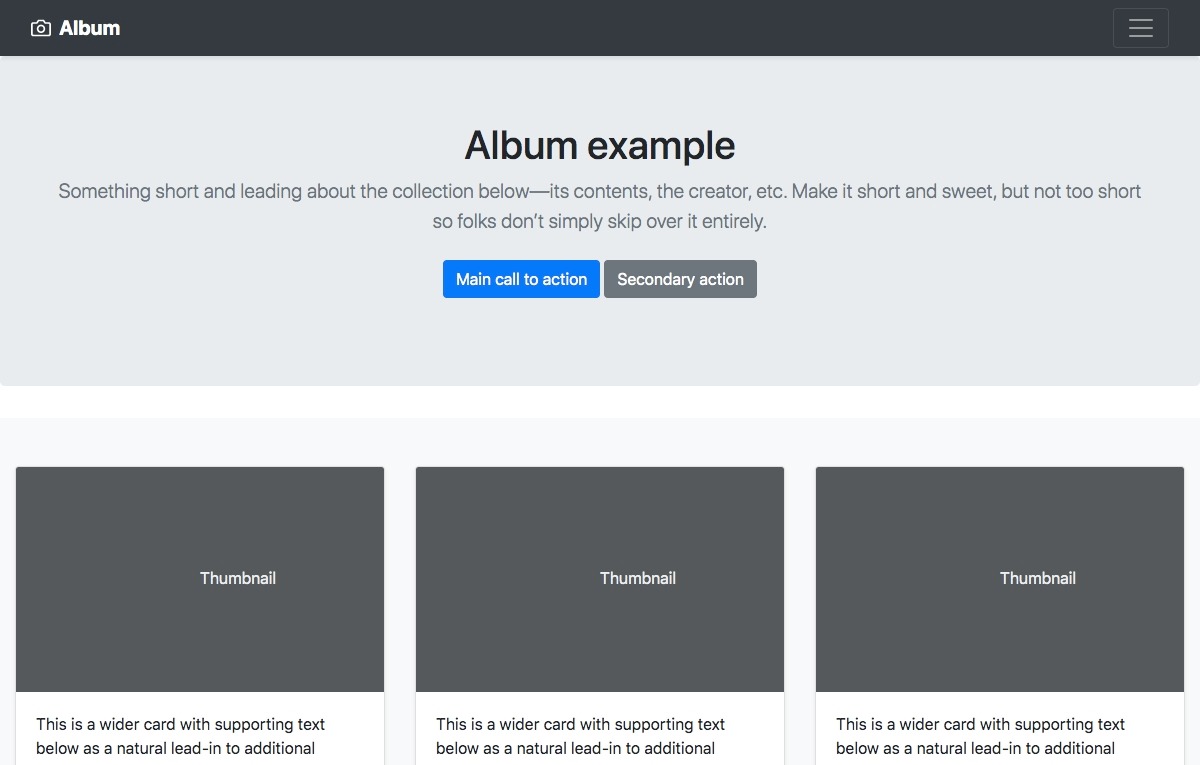 Album
Album example
Something short and leading about the collection below—its contents, the creator, etc. Make it short and sweet, but not too short
so folks don’t simply skip over it entirely.
Main call to action Secondary action
Thumbnail Thumbnail Thumbnail
This is a wider card with supporting text
below as a natural lead-in to additional
This is a wider card with supporting text
below as a natural lead-in to additional
This is a wider card with supporting text
below as a natural lead-in to additional